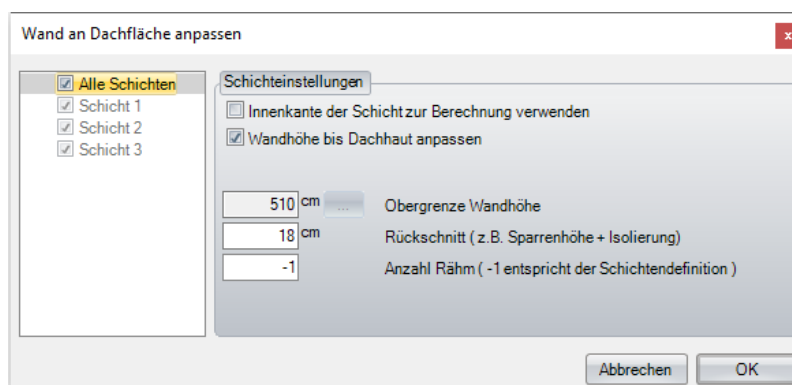 Wand an Dachfläche anpassen
x
Alle Schichten
Schicht 1
Schicht 2
Schicht 3
Schichteinstellungen
Innenkante der Schicht zur Berechnung verwenden
Wandhöhe bis Dachhaut anpassen
510 cm ... Obergrenze Wandhöhe
18 cm Rückschnitt ( z.B. Sparrenhöhe + Isolierung)
-1 Anzahl Rähm ( -1 entspricht der Schichtendefinition )
Abbrechen OK